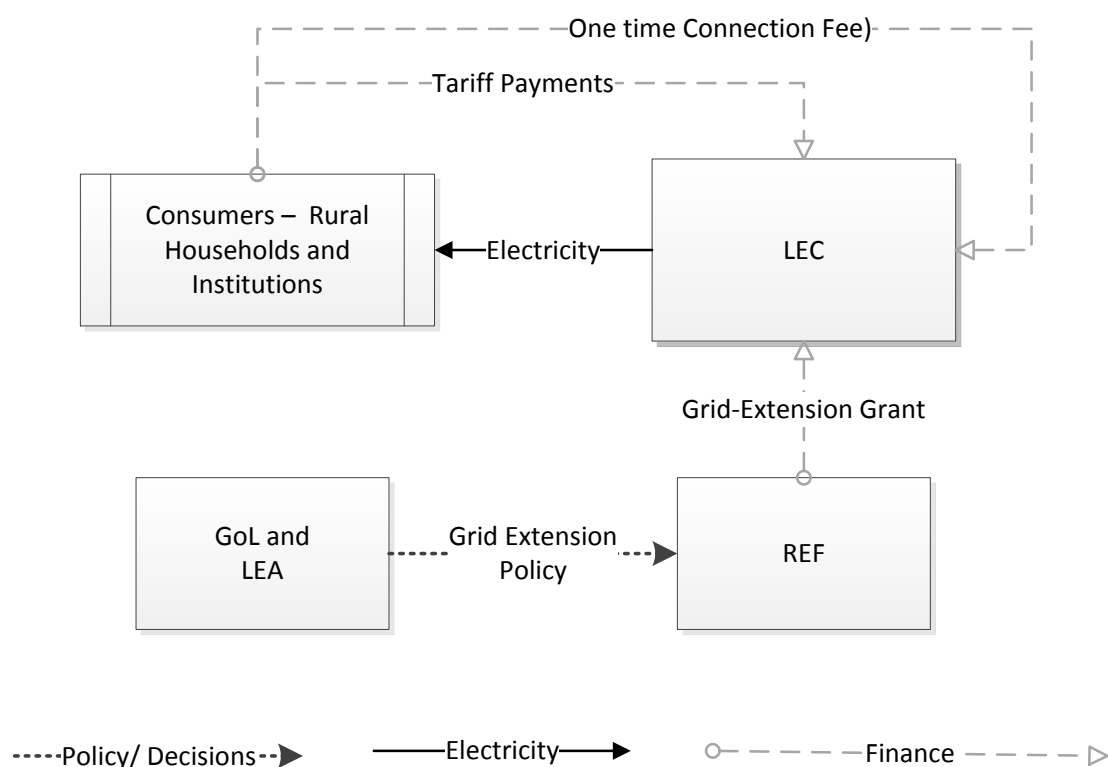 One time Connection Fee)
Tariff Payments
Consumers – Rural
Households and
Institutions
Electricity
LEC
Grid-Extension Grant
GoL and
LEA
Grid Extension
Policy
REF
Policy/ Decisions
Electricity
Finance